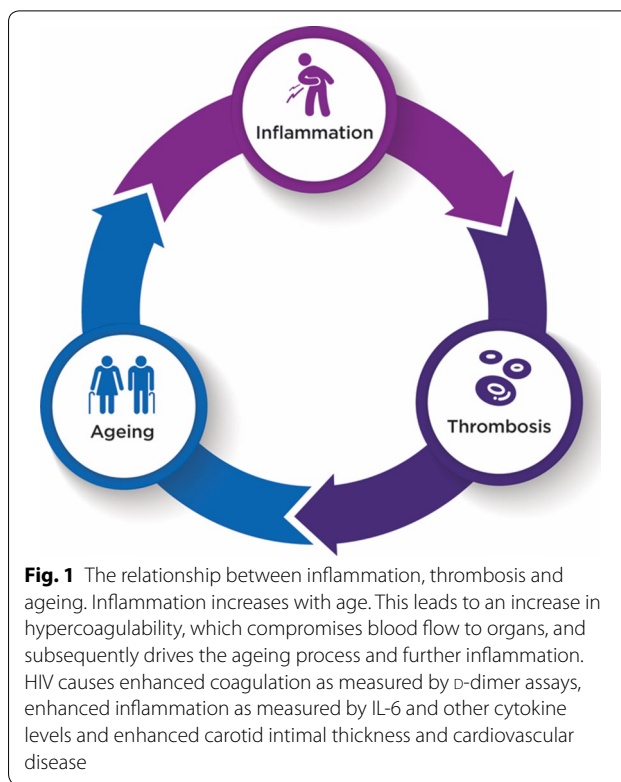 Inflammation
Ageing
Thrombosis
Fig. 1 The relationship between inflammation, thrombosis and
ageing. Inflammation increases with age. This leads to an increase in
hypercoagulability, which compromises blood flow to organs, and
subsequently drives the ageing process and further inflammation.
HIV causes enhanced coagulation as measured by D-dimer assays,
enhanced inflammation as measured by IL-6 and other cytokine
levels and enhanced carotid intimal thickness and cardiovascular
disease